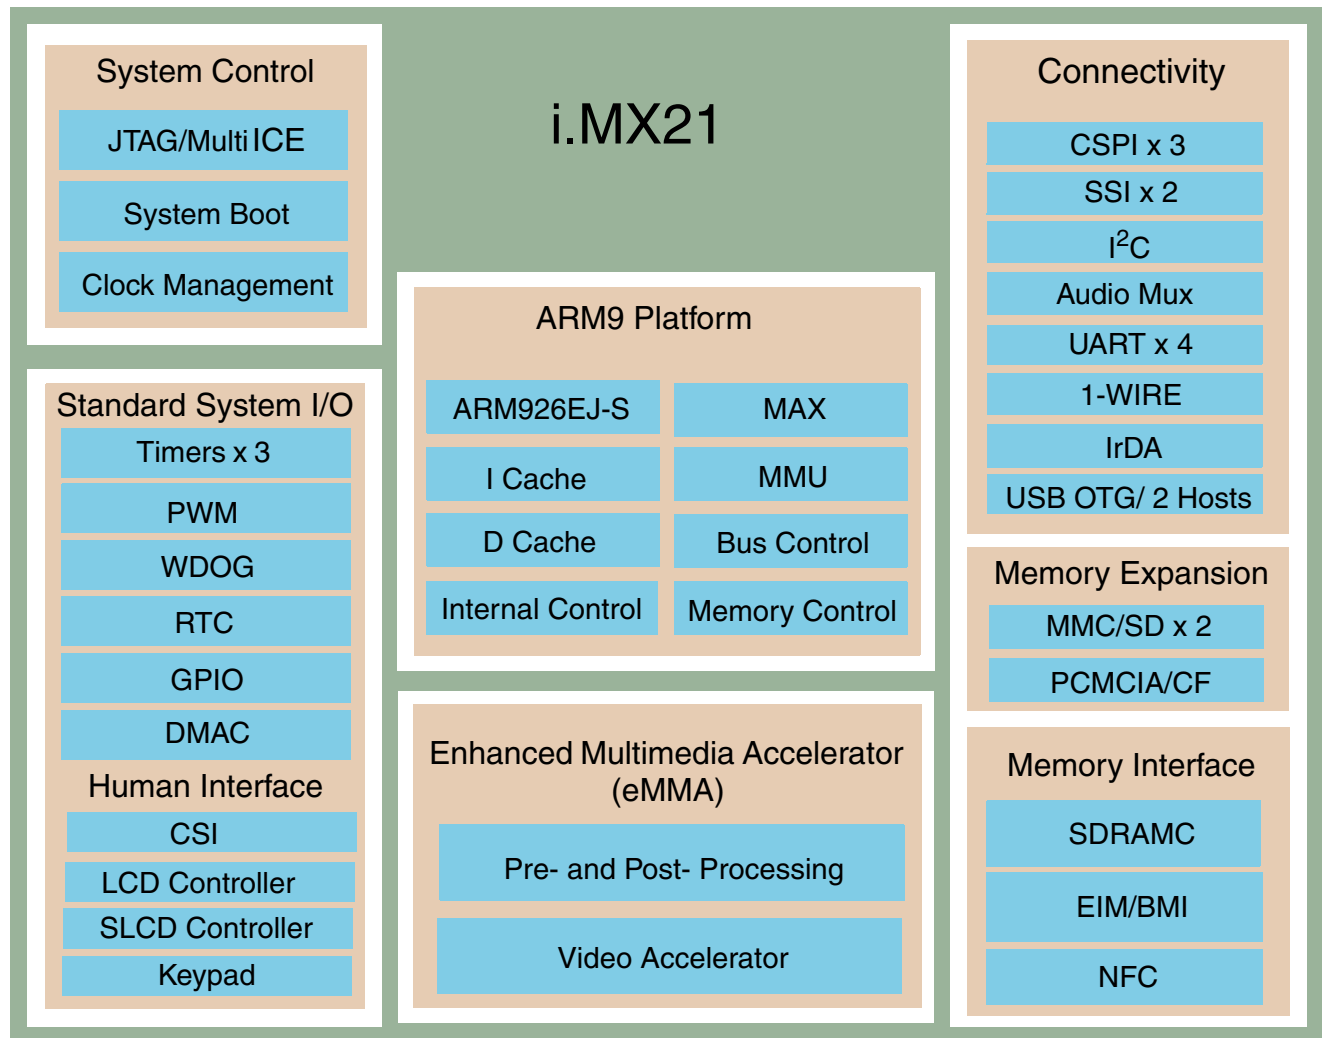 i.MX21
System Control
JTAG/Multi ICE
System Boot
Clock Management
Standard System I/O
Timers x 3
PWM
WDOG
RTC
GPIO
DMAC
Human Interface
CSI
LCD Controller
SLCD Controller
Keypad
ARM9 Platform
ARM926EJ-S
MAX
I Cache
MMU
D Cache
Bus Control
Internal Control
Memory Control
Enhanced Multimedia Accelerator
(eMMA)
Pre- and Post- Processing
Video Accelerator
Connectivity
CSPI x 3
SSI x 2
I²C
Audio Mux
UART x 4
1-WIRE
IrDA
USB OTG/ 2 Hosts
Memory Expansion
MMC/SD x 2
PCMCIA/CF
Memory Interface
SDRAMC
EIM/BMI
NFC